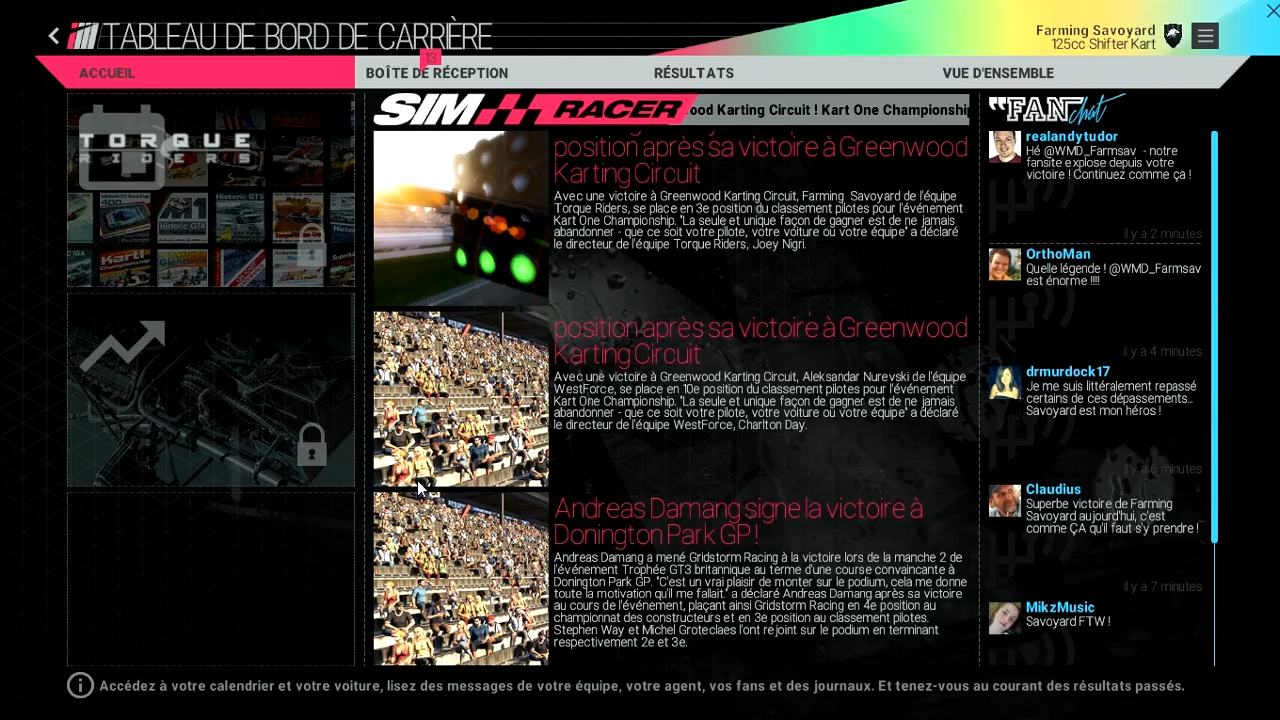 TABLEAU DE BORD DE CARRIÈRE
Farming Savoyard
125cc Shifter Kart
13
ACCUEIL
BOÎTE DE RÉCEPTION
RÉSULTATS
VUE D'ENSEMBLE
TORQUE
RIDERS
Historic GT5
400
Historic GT4
Kart1
Championship
SIM RACER
ood Karting Circuit ! Kart One Championshi
position après sa victoire à Greenwood
Karting Circuit
Avec une victoire à Greenwood Karting Circuit, Farming Savoyard de l'équipe
Torque Riders, se place en 3e position du classement pilotes pour l'événement
Kart One Championship. "La seule et unique façon de gagner est de ne jamais
abandonner - que ce soit votre pilote, votre voiture ou votre équipe" a déclaré
le directeur de l'équipe Torque Riders, Joey Nigri.
position après sa victoire à Greenwood
Karting Circuit
Avec une victoire à Greenwood Karting Circuit, Aleksandar Nurevski de l'équipe
WestForce, se place en 10e position du classement pilotes pour l'événement
Kart One Championship. "La seule et unique façon de gagner est de ne jamais
abandonner - que ce soit votre pilote, votre voiture ou votre équipe" a déclaré
le directeur de l'équipe WestForce, Charlton Day.
Andreas Damang signe la victoire à
Donington Park GP !
Andreas Damang a mené Gridstorm Racing à la victoire lors de la manche 2 de
l'événement Trophée GT3 britannique au terme d'une course convaincante à
Donington Park GP. "C'est un vrai plaisir de monter sur le podium, cela me donne
toute la motivation qu'il me fallait." a déclaré Andreas Damang après sa victoire
au cours de l'événement, plaçant ainsi Gridstorm Racing en 4e position au
championnat des constructeurs et en 3e position au classement pilotes.
Stephen Way et Michel Groteclaes l'ont rejoint sur le podium en terminant
respectivement 2e et 3e.
"FAN chat
realandytudor
Hé @WMD_Farmsav - notre
fansite explose depuis votre
victoire ! Continuez comme ça !
il y a 2 minutes
OrthoMan
Quelle légende ! @WMD_Farmsav
est énorme !!!!
il y a 4 minutes
drmurdock17
Je me suis littéralement repassé
certains de ces dépassements...
Savoyard est mon héros !
il y a 6 minutes
Claudius
Superbe victoire de Farming
Savoyard aujourd'hui, c'est
comme ÇA qu'il faut s'y prendre !
il y a 7 minutes
MikzMusic
Savoyard FTW !
Accédez à votre calendrier et votre voiture, lisez des messages de votre équipe, votre agent, vos fans et des journaux. Et tenez-vous au courant des résultats passés.